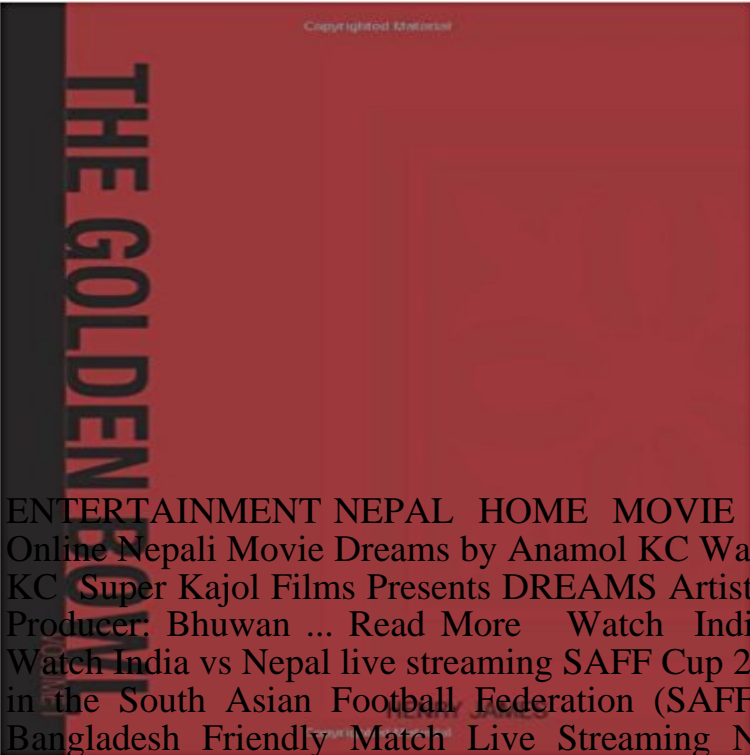 Copyrighted Material
THE GOLDEN BOWL
ENTERTAINMENT NEPAL HOME MOVIE
Online Nepali Movie Dreams by Anamol KC Wa
KC Super Kajol Films Presents DREAMS Artist
Producer: Bhuwan ... Read More Watch Indi
Watch India vs Nepal live streaming SAFF Cup 2
in the South Asian Football Federation (SAFF
HENRY JAMES
Bangladesh Friendly Match Live Streaming N
Copyrighted Material